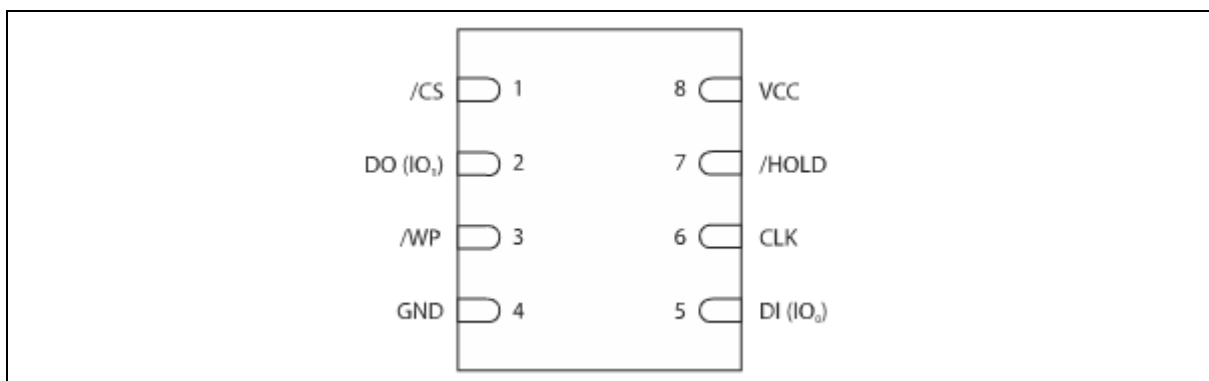 /CS 1 8 VCC
DO (IO₁) 2 7 /HOLD
/WP 3 6 CLK
GND 4 5 DI (IO₀)